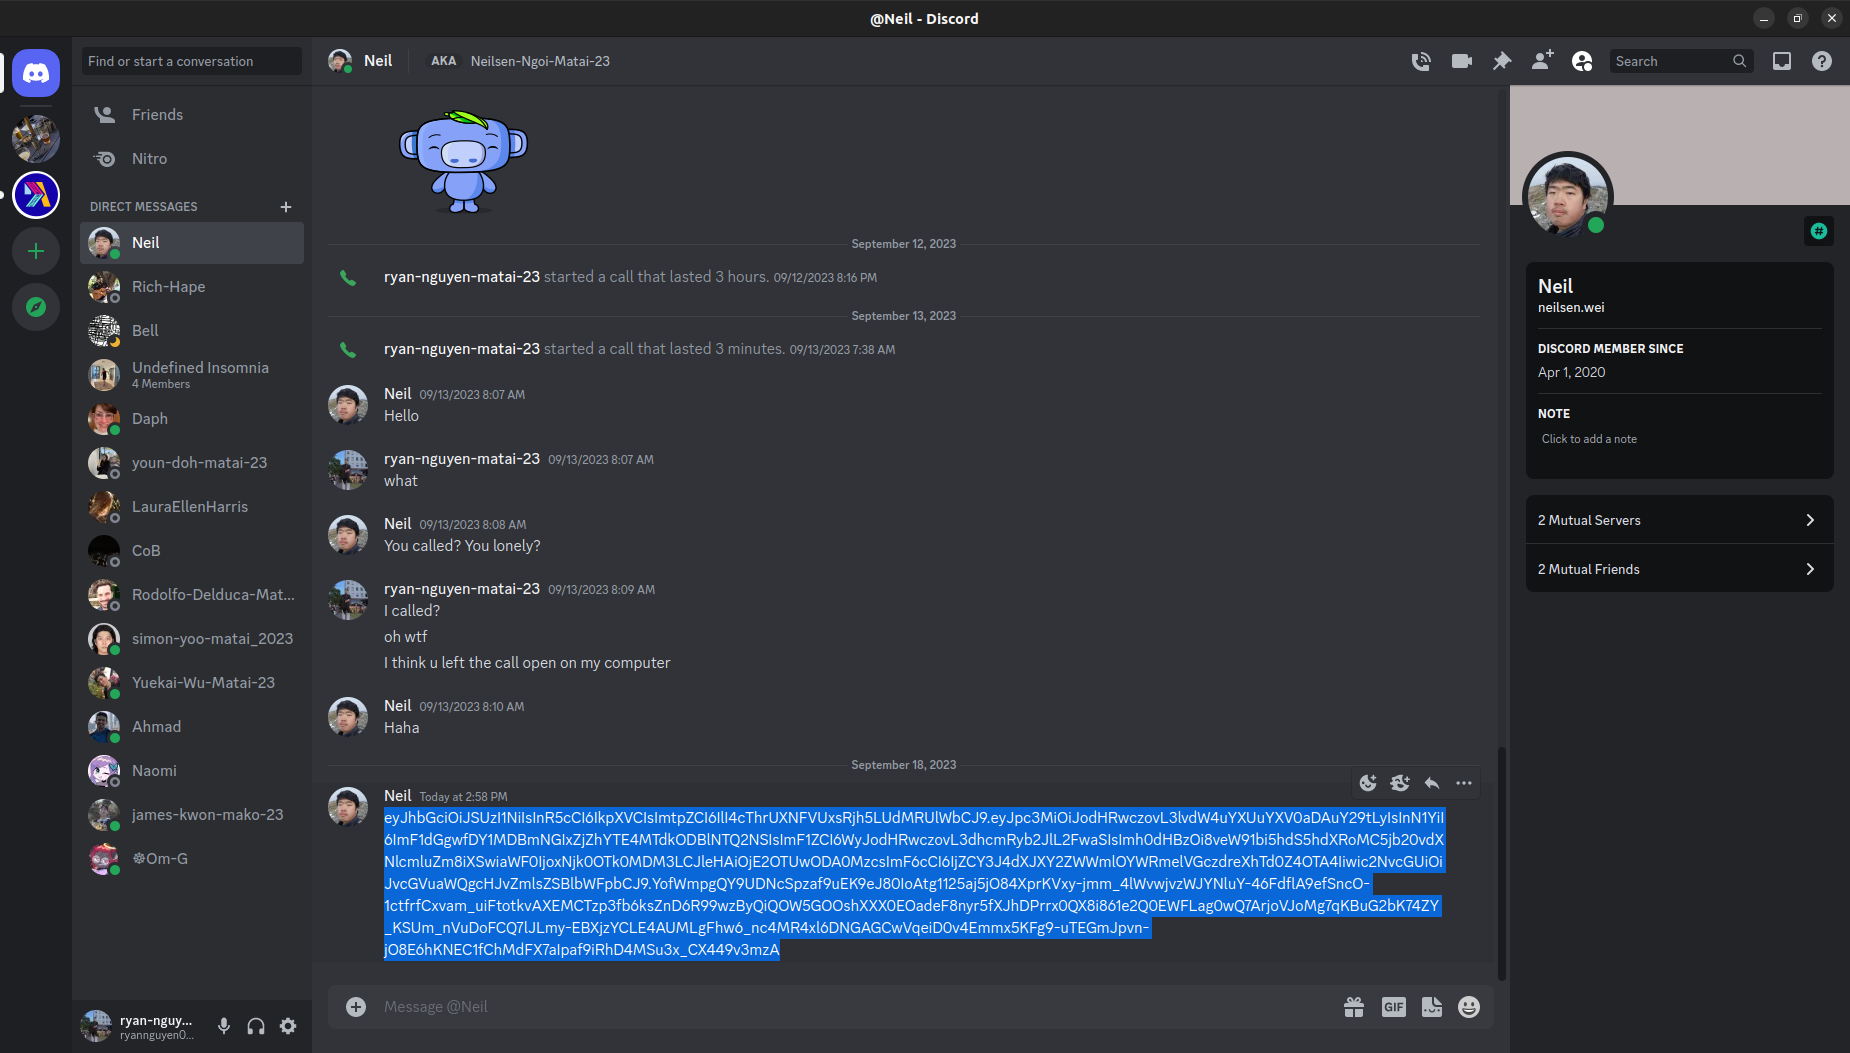 @Neil - Discord
Find or start a conversation
Neil
AKA Neilsen-Ngoi-Matai-23
Search
Friends
Nitro
DIRECT MESSAGES
Neil
Rich-Hape
Bell
Undefined Insomnia
4 Members
Daph
youn-doh-matai-23
LauraEllenHarris
CoB
Rodolfo-Delduca-Mat...
simon-yoo-matai_2023
Yuekai-Wu-Matai-23
Ahmad
Naomi
james-kwon-mako-23
Om-G
ryan-nguy...
ryannguyen0...
September 12, 2023
ryan-nguyen-matai-23 started a call that lasted 3 hours. 09/12/2023 8:16 PM
September 13, 2023
ryan-nguyen-matai-23 started a call that lasted 3 minutes. 09/13/2023 7:38 AM
Neil 09/13/2023 8:07 AM
Hello
ryan-nguyen-matai-23 09/13/2023 8:07 AM
what
Neil 09/13/2023 8:08 AM
You called? You lonely?
ryan-nguyen-matai-23 09/13/2023 8:09 AM
I called?
oh wtf
I think u left the call open on my computer
Neil 09/13/2023 8:10 AM
Haha
September 18, 2023
Neil Today at 2:58 PM
Message @Neil
GIF
Neil
neilsen.wei
DISCORD MEMBER SINCE
Apr 1, 2020
NOTE
Click to add a note
2 Mutual Servers
2 Mutual Friends